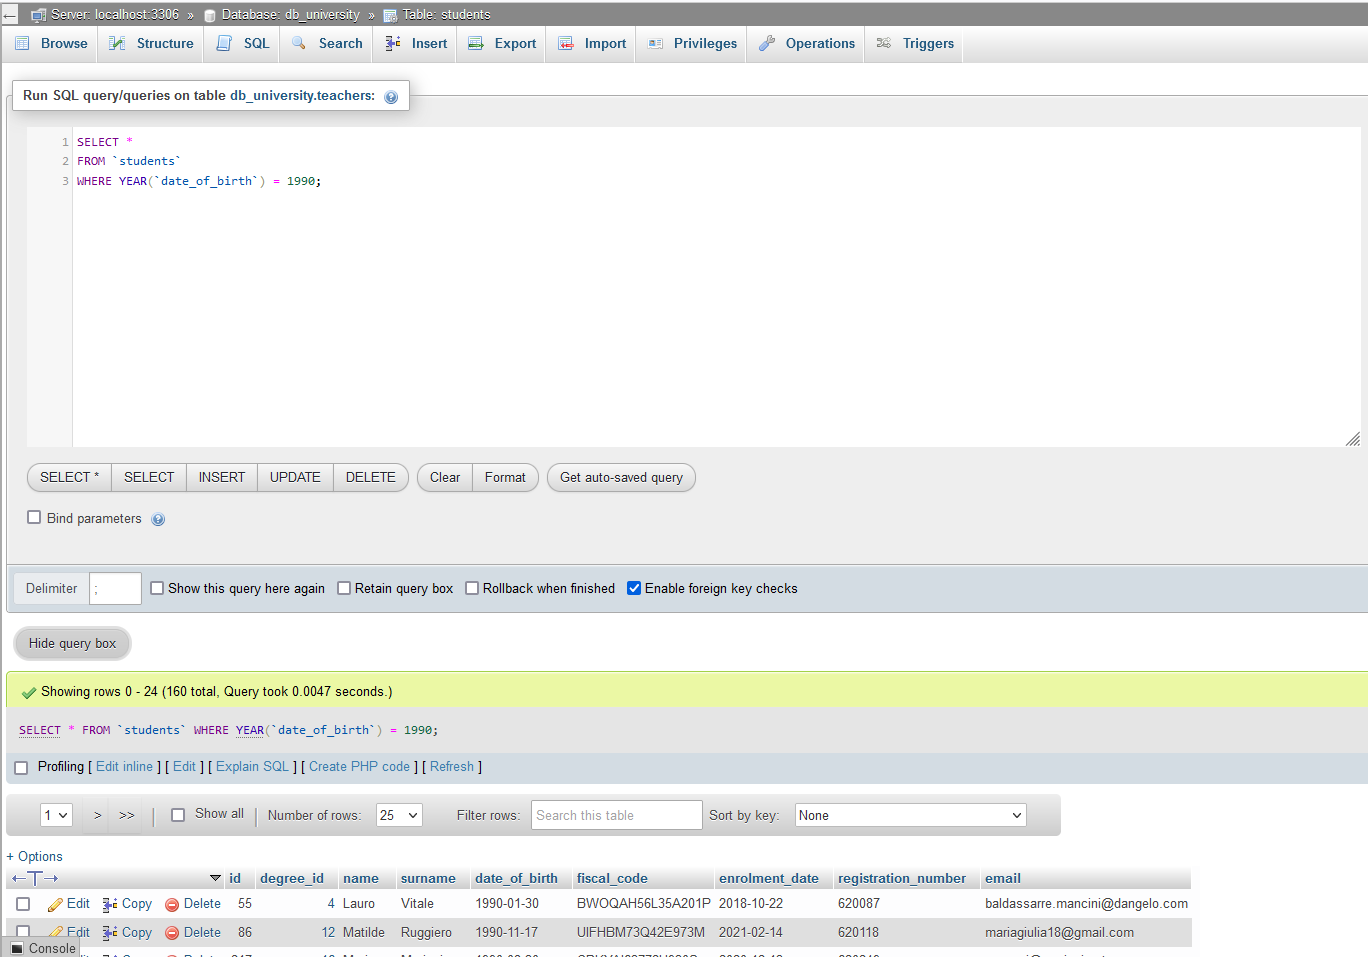 Server: localhost:3306 » Database: db_university » Table: students
Browse Structure SQL Search Insert Export Import Privileges Operations Triggers
Run SQL query/queries on table db_university.teachers:
1 SELECT *
2 FROM `students`
3 WHERE YEAR(`date_of_birth`) = 1990;
SELECT * SELECT INSERT UPDATE DELETE Clear Format Get auto-saved query
Bind parameters
Delimiter ; Show this query here again Retain query box Rollback when finished Enable foreign key checks
Hide query box
Showing rows 0 - 24 (160 total, Query took 0.0047 seconds.)
SELECT * FROM `students` WHERE YEAR(`date_of_birth`) = 1990;
Profiling [ Edit inline ] [ Edit ] [ Explain SQL ] [ Create PHP code ] [ Refresh ]
1 > >> Show all Number of rows: 25 Filter rows: Search this table Sort by key: None
+ Options
id degree_id name surname date_of_birth fiscal_code enrolment_date registration_number email
Edit Copy Delete 55 4 Lauro Vitale 1990-01-30 BWOQAH56L35A201P 2018-10-22 620087 baldassarre.mancini@dangelo.com
Edit Copy Delete 86 12 Matilde Ruggiero 1990-11-17 UIFHBM73Q42E973M 2021-02-14 620118 mariagiulia18@gmail.com
Console